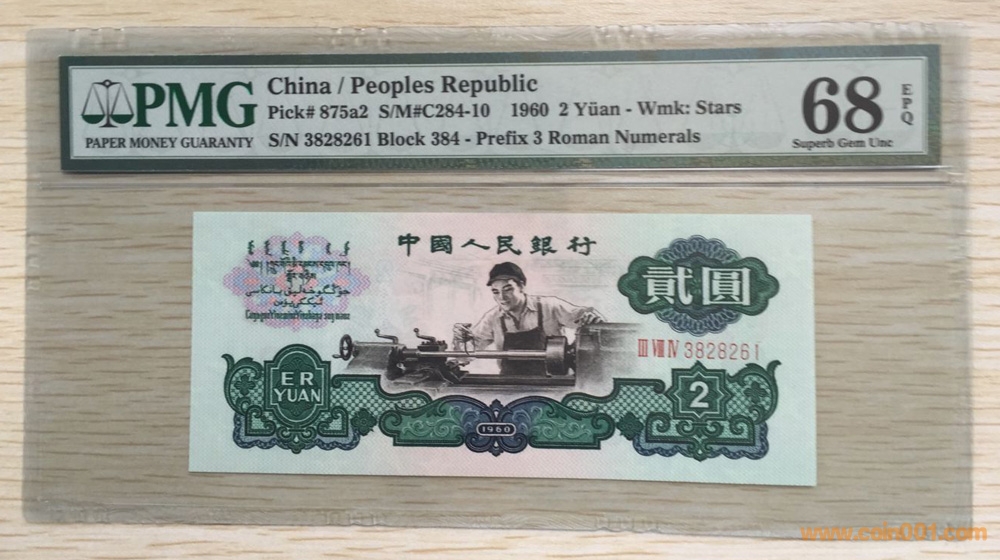 PMG
PAPER MONEY GUARANTY
China / Peoples Republic
Pick# 875a2 S/M#C284-10 1960 2 Yüan - Wmk: Stars
S/N 3828261 Block 384 - Prefix 3 Roman Numerals
68
EPQ
Superb Gem Unc
中國人民銀行
貳圓
III VIII IV 3828261
ER
YUAN
2
1960
www.coks001.com